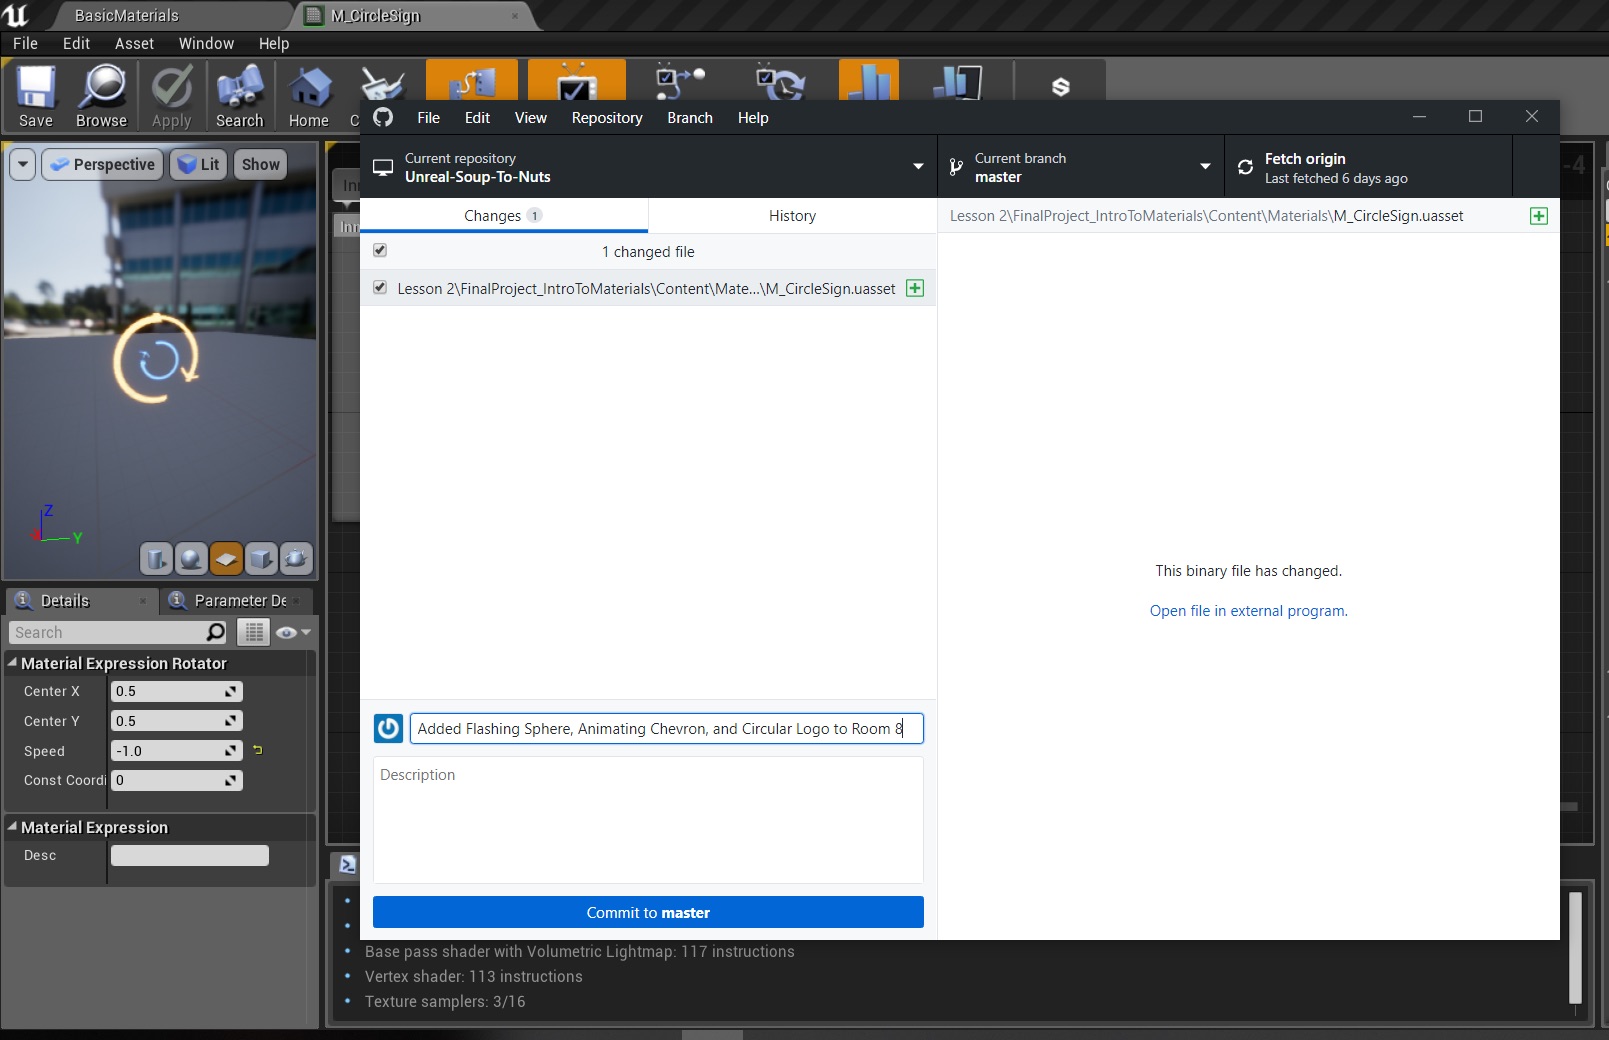 BasicMaterials
M_CircleSign
File Edit Asset Window Help
Save Browse Apply Search Home
File Edit View Repository Branch Help
Current repository
Unreal-Soup-To-Nuts
Current branch
master
Fetch origin
Last fetched 6 days ago
Perspective Lit Show
Changes 1
History
Lesson 2\FinalProject_IntroToMaterials\Content\Materials\M_CircleSign.uasset
1 changed file
Lesson 2\FinalProject_IntroToMaterials\Content\Mate...\M_CircleSign.uasset
This binary file has changed.
Open file in external program.
Z
Y
Details
Parameter De
Search
Material Expression Rotator
Center X 0.5
Center Y 0.5
Speed -1.0
Const Coordi 0
Material Expression
Desc
Added Flashing Sphere, Animating Chevron, and Circular Logo to Room 8
Description
Commit to master
Base pass shader with Volumetric Lightmap: 117 instructions
Vertex shader: 113 instructions
Texture samplers: 3/16